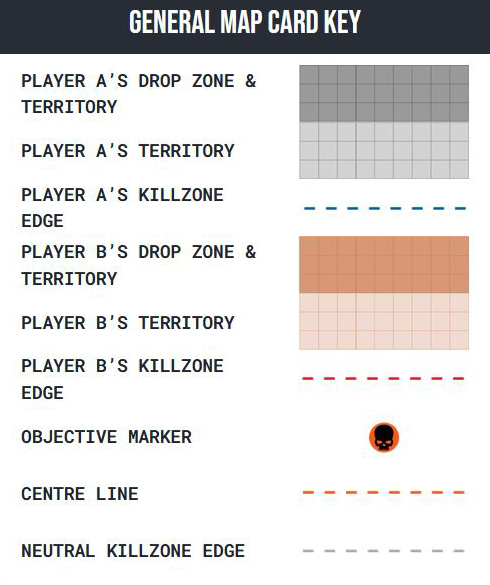 GENERAL MAP CARD KEY
PLAYER A'S DROP ZONE &
TERRITORY
PLAYER A'S TERRITORY
PLAYER A'S KILLZONE
EDGE
PLAYER B'S DROP ZONE &
TERRITORY
PLAYER B'S TERRITORY
PLAYER B'S KILLZONE
EDGE
OBJECTIVE MARKER
CENTRE LINE
NEUTRAL KILLZONE EDGE